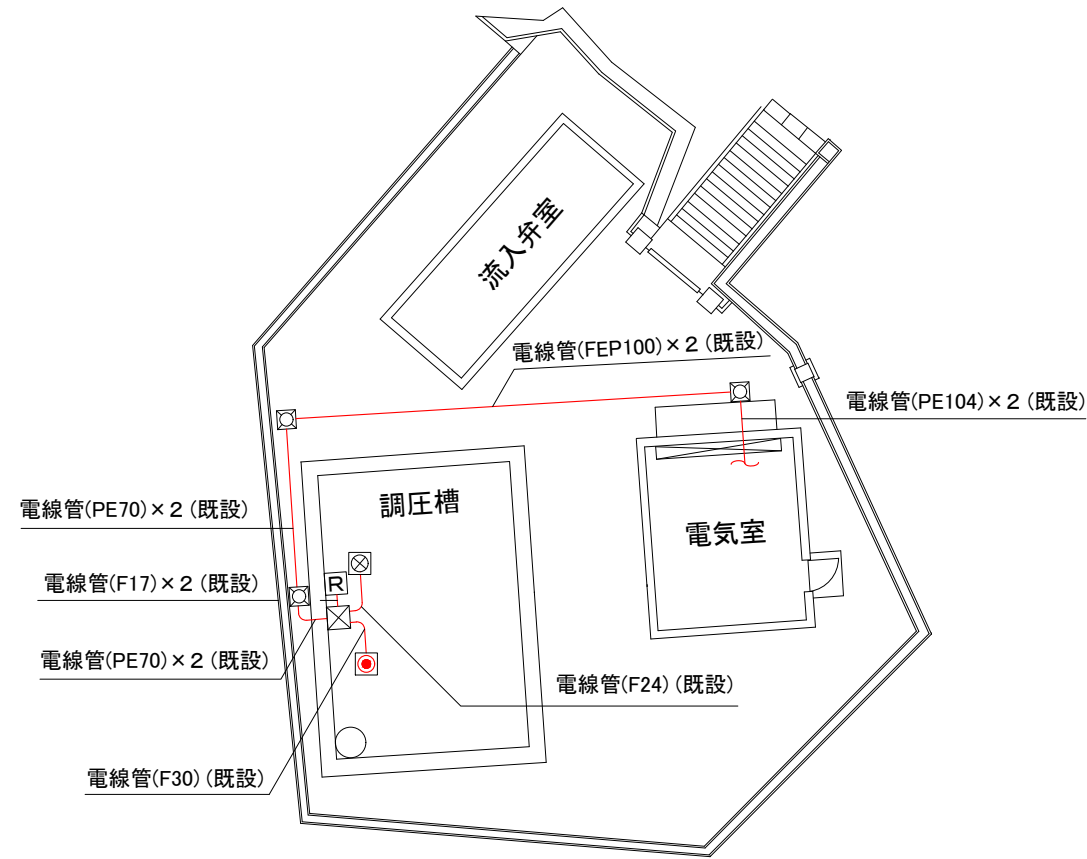 流入弁室
電線管(FEP100)×2(既設)
電線管(PE104)×2(既設)
調圧槽
電線管(PE70)×2(既設)
電気室
電線管(F17)×2(既設)
R
電線管(PE70)×2(既設)
電線管(F24)(既設)
電線管(F30)(既設)